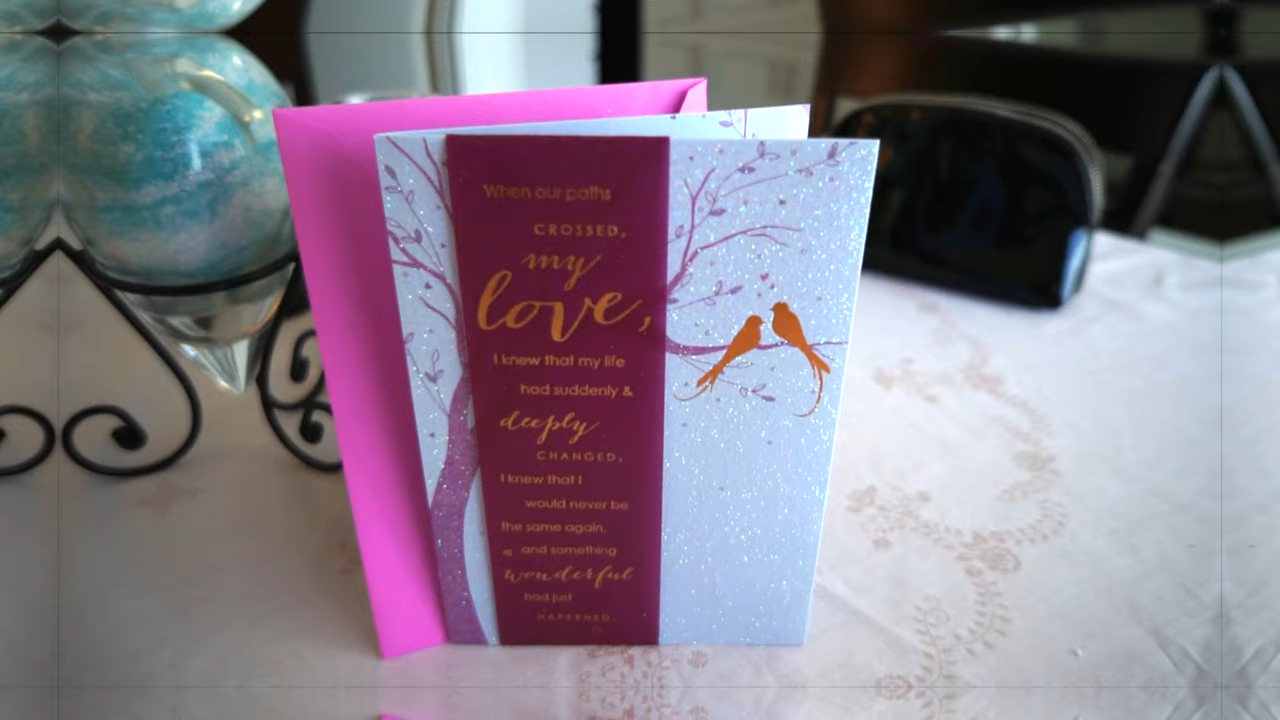 When our paths
CROSSED,
my
love,
I knew that my life
had suddenly &
deeply
CHANGED,
I knew that I
would never be
the same again,
and something
wonderful
had just
HAPPENED.